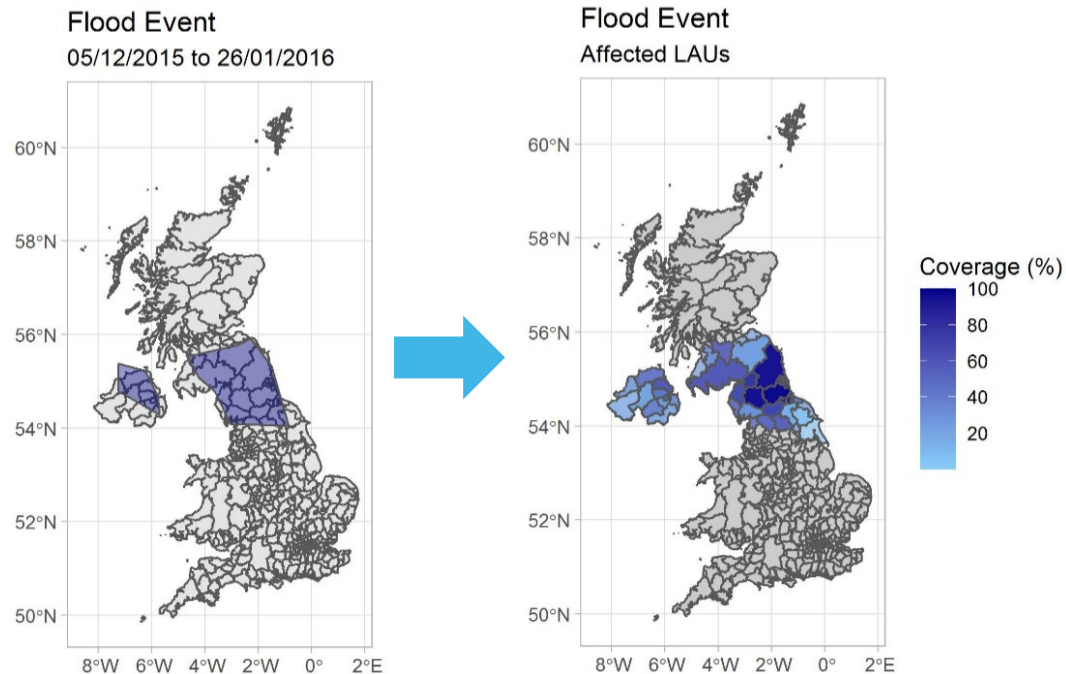 Flood Event
05/12/2015 to 26/01/2016
60°N
58°N
56°N
54°N
52°N
50°N
8°W 6°W 4°W 2°W 0° 2°E
Flood Event
Affected LAUs
60°N
58°N
56°N
54°N
52°N
50°N
8°W 6°W 4°W 2°W 0° 2°E
Coverage (%)
100
80
60
40
20